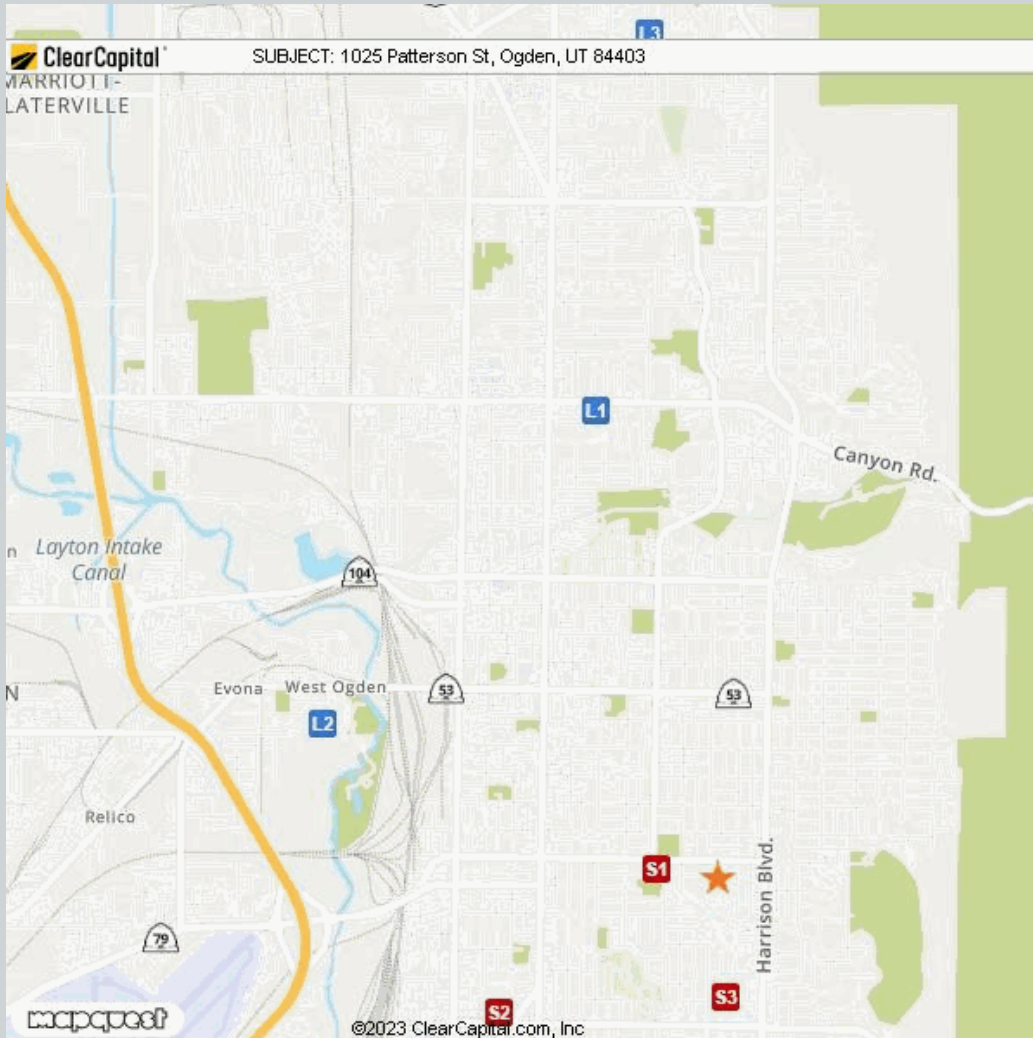 L3
ClearCapital
SUBJECT: 1025 Patterson St, Ogden, UT 84403
MARRIOTT-
LATERVILLE
L1
Canyon Rd.
n
Layton Intake
Canal
104
N
Evona
West Ogden
53
53
L2
Relico
S1
Harrison Blvd.
79
S3
S2
mapquest
©2023 ClearCapital.com, Inc